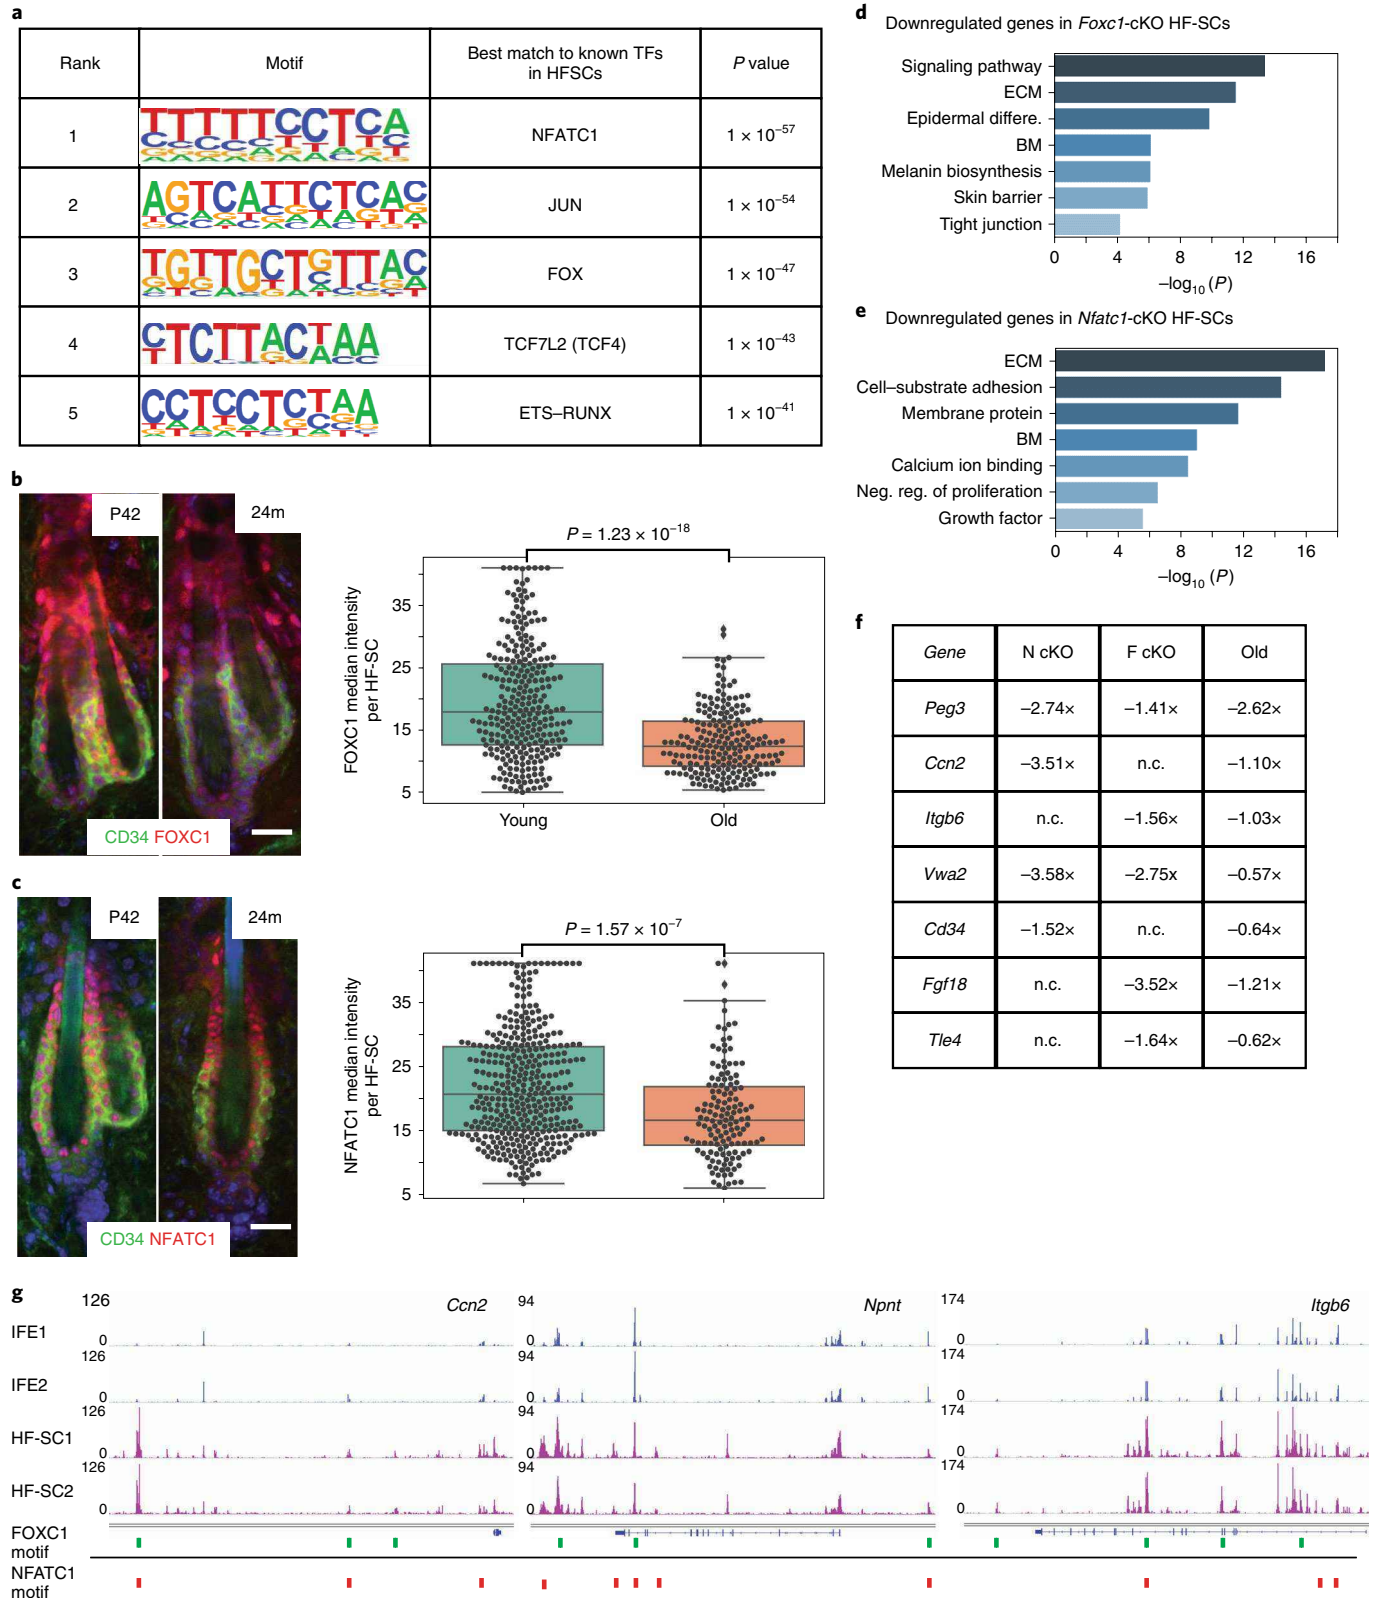 a
Rank Motif Best match to known TFs in HFSCs P value
1 NFATC1 1 × 10–57
2 JUN 1 × 10–54
3 FOX 1 × 10–47
4 TCF7L2 (TCF4) 1 × 10–43
5 ETS–RUNX 1 × 10–41
b
P42
24m
CD34 FOXC1
P = 1.23 × 10–18
FOXC1 median intensity
per HF-SC
35
25
15
5
Young Old
c
P42
24m
CD34 NFATC1
P = 1.57 × 10–7
NFATC1 median intensity
per HF-SC
35
25
15
5
d
Downregulated genes in Foxc1-cKO HF-SCs
Signaling pathway
ECM
Epidermal differe.
BM
Melanin biosynthesis
Skin barrier
Tight junction
0 4 8 12 16
–log10 (P)
e
Downregulated genes in Nfatc1-cKO HF-SCs
ECM
Cell–substrate adhesion
Membrane protein
BM
Calcium ion binding
Neg. reg. of proliferation
Growth factor
0 4 8 12 16
–log10 (P)
f
Gene N cKO F cKO Old
Peg3 –2.74× –1.41× –2.62×
Ccn2 –3.51× n.c. –1.10×
Itgb6 n.c. –1.56× –1.03×
Vwa2 –3.58× –2.75x –0.57×
Cd34 –1.52× n.c. –0.64×
Fgf18 n.c. –3.52× –1.21×
Tle4 n.c. –1.64× –0.62×
g
Ccn2 Npnt Itgb6
126 94 174
IFE1
0 0 0
126 94 174
IFE2
0 0 0
126 94 174
HF-SC1
0 0 0
126 94 174
HF-SC2
0 0 0
FOXC1
motif
NFATC1
motif